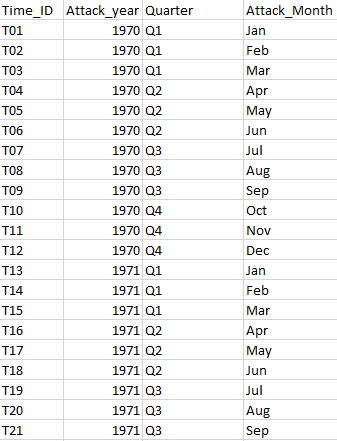 Time_ID Attack_year Quarter Attack_Month
T01 1970 Q1 Jan
T02 1970 Q1 Feb
T03 1970 Q1 Mar
T04 1970 Q2 Apr
T05 1970 Q2 May
T06 1970 Q2 Jun
T07 1970 Q3 Jul
T08 1970 Q3 Aug
T09 1970 Q3 Sep
T10 1970 Q4 Oct
T11 1970 Q4 Nov
T12 1970 Q4 Dec
T13 1971 Q1 Jan
T14 1971 Q1 Feb
T15 1971 Q1 Mar
T16 1971 Q2 Apr
T17 1971 Q2 May
T18 1971 Q2 Jun
T19 1971 Q3 Jul
T20 1971 Q3 Aug
T21 1971 Q3 Sep